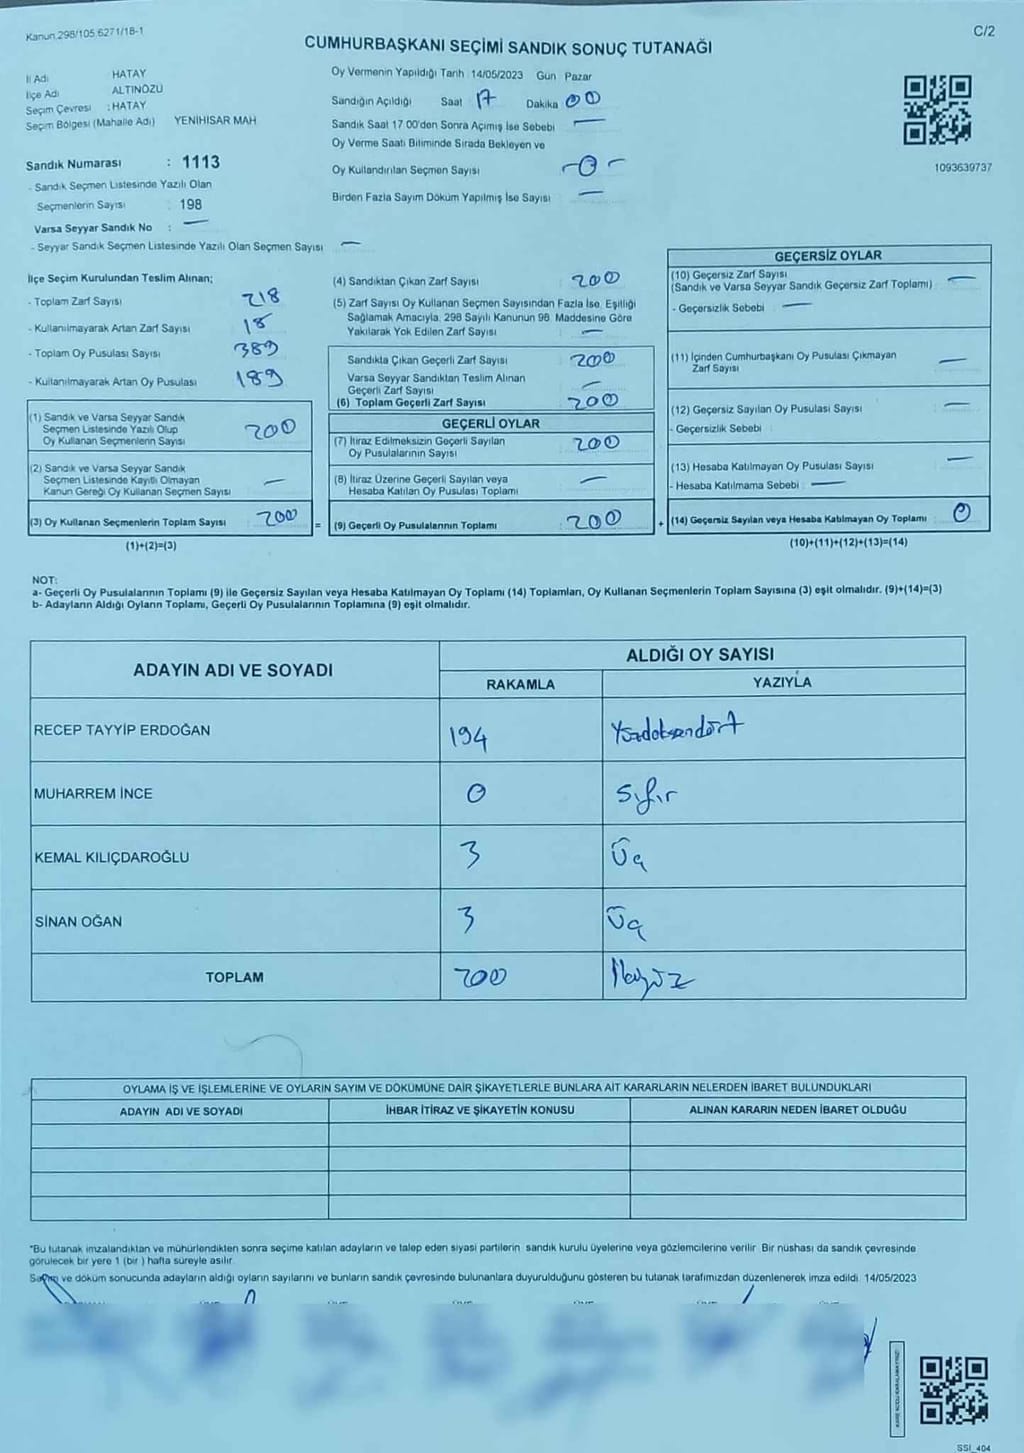 Kanun.298/105.6271/18-1
C/2
CUMHURBAŞKANI SEÇİMİ SANDIK SONUÇ TUTANAĞI
İl Adı HATAY
İlçe Adı ALTINÖZÜ
Seçim Çevresi : HATAY
Seçim Bölgesi (Mahalle Adı) YENİHİSAR MAH
Sandık Numarası : 1113
- Sandık Seçmen Listesinde Yazılı Olan
Seçmenlerin Sayısı 198
Varsa Seyyar Sandık No : —
- Seyyar Sandık Seçmen Listesinde Yazılı Olan Seçmen Sayısı —
Oy Vermenin Yapıldığı Tarih 14/05/2023 Gün Pazar
Sandığın Açıldığı Saat 17 Dakika 00
Sandık Saat 17 00'den Sonra Açımış İse Sebebi —
Oy Verme Saati Bitiminde Sırada Bekleyen ve
Oy Kullandırılan Seçmen Sayısı -0-
Birden Fazla Sayım Döküm Yapılmış İse Sayısı —
1093639737
İlçe Seçim Kurulundan Teslim Alınan;
- Toplam Zarf Sayısı 218
- Kullanılmayarak Artan Zarf Sayısı 18
- Toplam Oy Pusulası Sayısı 389
- Kullanılmayarak Artan Oy Pusulası 189
(1) Sandık ve Varsa Seyyar Sandık
Seçmen Listesinde Yazılı Olup
Oy Kullanan Seçmenlerin Sayısı 200
(2) Sandık ve Varsa Seyyar Sandık
Seçmen Listesinde Kayıtlı Olmayan
Kanun Gereği Oy Kullanan Seçmen Sayısı —
(3) Oy Kullanan Seçmenlerin Toplam Sayısı 200
(1)+(2)=(3)
(4) Sandıktan Çıkan Zarf Sayısı 200
(5) Zarf Sayısı Oy Kullanan Seçmen Sayısından Fazla İse, Eşitliği
Sağlamak Amacıyla, 298 Sayılı Kanunun 98. Maddesine Göre
Yakılarak Yok Edilen Zarf Sayısı —
Sandıkta Çıkan Geçerli Zarf Sayısı 200
Varsa Seyyar Sandıktan Teslim Alınan
Geçerli Zarf Sayısı —
(6) Toplam Geçerli Zarf Sayısı 200
GEÇERLİ OYLAR
(7) İtiraz Edilmeksizin Geçerli Sayılan
Oy Pusulalarının Sayısı 200
(8) İtiraz Üzerine Geçerli Sayılan veya
Hesaba Katılan Oy Pusulası Toplamı —
= (9) Geçerli Oy Pusulalarının Toplamı 200
GEÇERSİZ OYLAR
(10) Geçersiz Zarf Sayısı
(Sandık ve Varsa Seyyar Sandık Geçersiz Zarf Toplamı) —
- Geçersizlik Sebebi —
(11) İçinden Cumhurbaşkanı Oy Pusulası Çıkmayan
Zarf Sayısı —
(12) Geçersiz Sayılan Oy Pusulası Sayısı —
- Geçersizlik Sebebi
(13) Hesaba Katılmayan Oy Pusulası Sayısı —
- Hesaba Katılmama Sebebi —
+ (14) Geçersiz Sayılan veya Hesaba Katılmayan Oy Toplamı 0
(10)+(11)+(12)+(13)=(14)
NOT:
a- Geçerli Oy Pusulalarının Toplamı (9) ile Geçersiz Sayılan veya Hesaba Katılmayan Oy Toplamı (14) Toplamları, Oy Kullanan Seçmenlerin Toplam Sayısına (3) eşit olmalıdır. (9)+(14)=(3)
b- Adayların Aldığı Oyların Toplamı, Geçerli Oy Pusulalarının Toplamına (9) eşit olmalıdır.
ADAYIN ADI VE SOYADI
ALDIĞI OY SAYISI
RAKAMLA YAZIYLA
RECEP TAYYİP ERDOĞAN 194 Yüzdoksandört
MUHARREM İNCE 0 Sıfır
KEMAL KILIÇDAROĞLU 3 Üç
SİNAN OĞAN 3 Üç
TOPLAM 200 İkiyüz
OYLAMA İŞ VE İŞLEMLERİNE VE OYLARIN SAYIM VE DÖKÜMÜNE DAİR ŞİKAYETLERLE BUNLARA AİT KARARLARIN NELERDEN İBARET BULUNDUKLARI
ADAYIN ADI VE SOYADI İHBAR İTİRAZ VE ŞİKAYETİN KONUSU ALINAN KARARIN NEDEN İBARET OLDUĞU
*Bu tutanak imzalandıktan ve mühürlendikten sonra seçime katılan adayların ve talep eden siyasi partilerin sandık kurulu üyelerine veya gözlemcilerine verilir. Bir nüshası da sandık çevresinde
görülecek bir yere 1 (bir ) hafta süreyle asılır.
Sayım ve döküm sonucunda adayların aldığı oyların sayılarını ve bunların sandık çevresinde bulunanlara duyurulduğunu gösteren bu tutanak tarafımızdan düzenlenerek imza edildi. 14/05/2023
SSİ_404